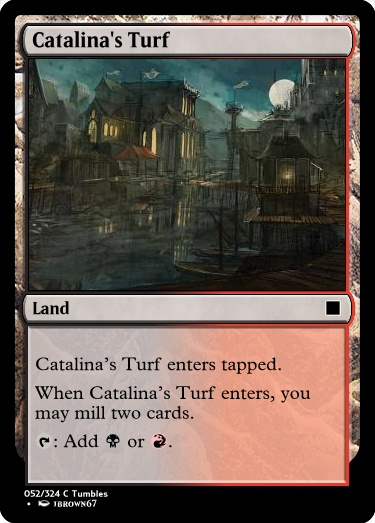 Catalina's Turf
Land
Catalina's Turf enters tapped.
When Catalina's Turf enters, you
may mill two cards.
: Add or .
052/324 C Tumbles
• JBROWN67